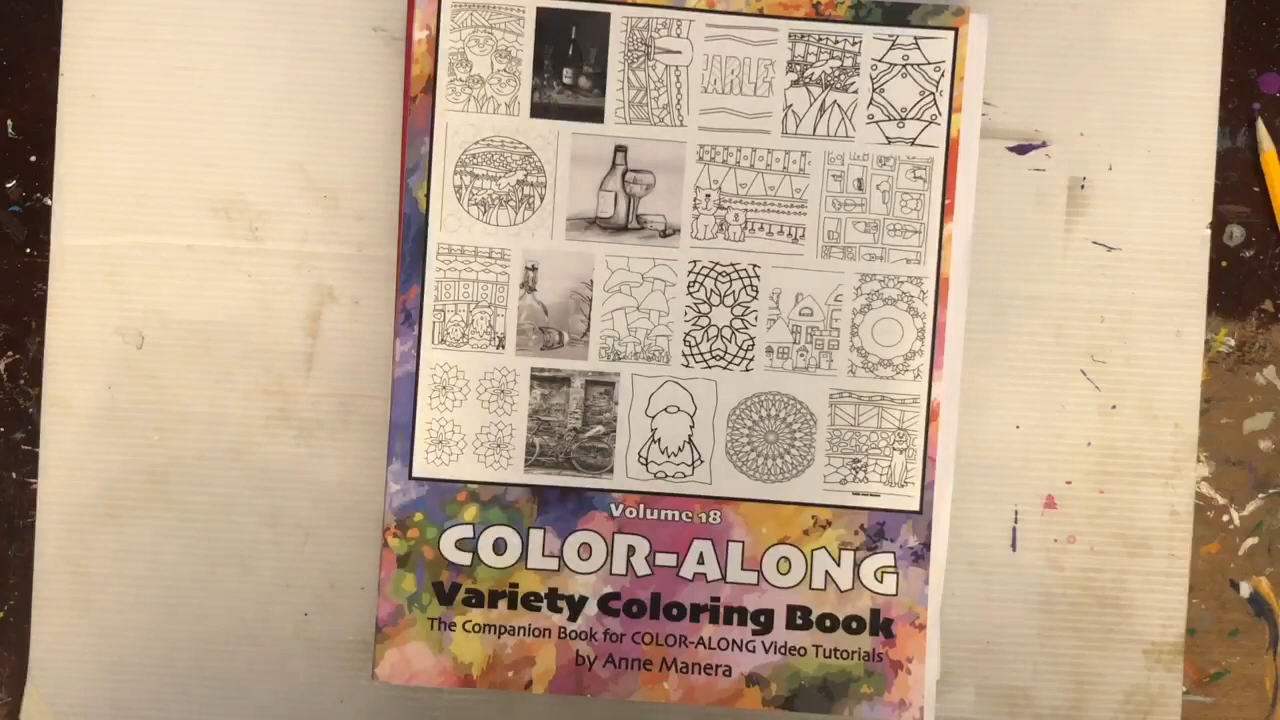 Volume 18
COLOR-ALONG
Variety Coloring Book
The Companion Book for COLOR-ALONG Video Tutorials
by Anne Manera